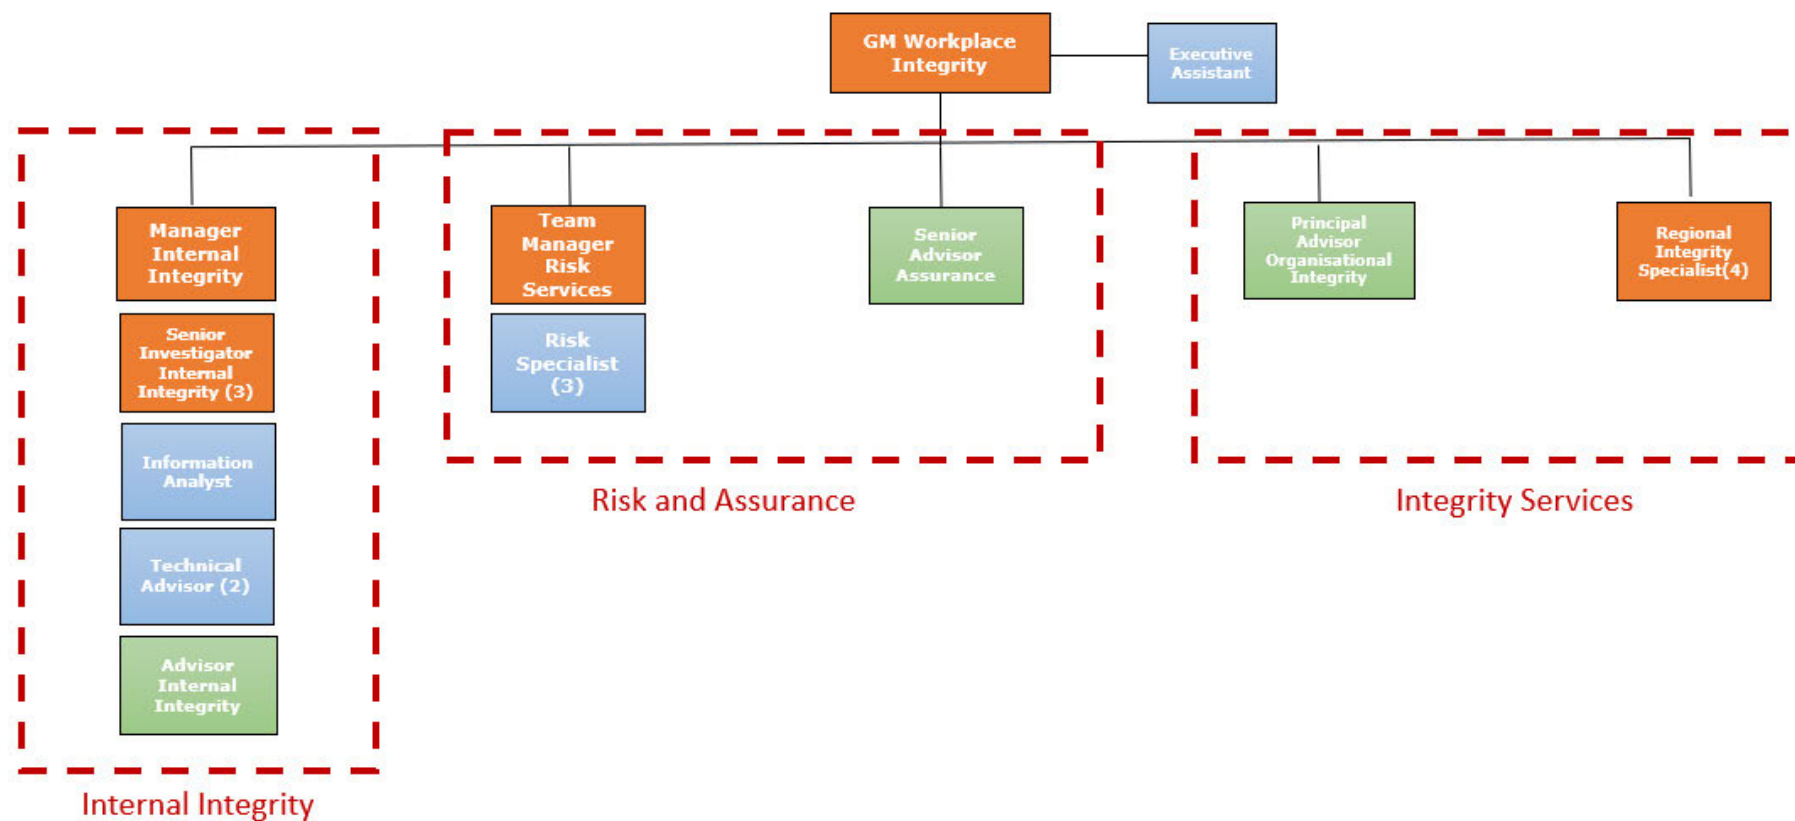 GM Workplace
Integrity
Executive
Assistant
Manager
Internal
Integrity
Senior
Investigator
Internal
Integrity (3)
Information
Analyst
Technical
Advisor (2)
Advisor
Internal
Integrity
Internal Integrity
Team
Manager
Risk
Services
Risk
Specialist
(3)
Senior
Advisor
Assurance
Risk and Assurance
Principal
Advisor
Organisational
Integrity
Regional
Integrity
Specialist(4)
Integrity Services